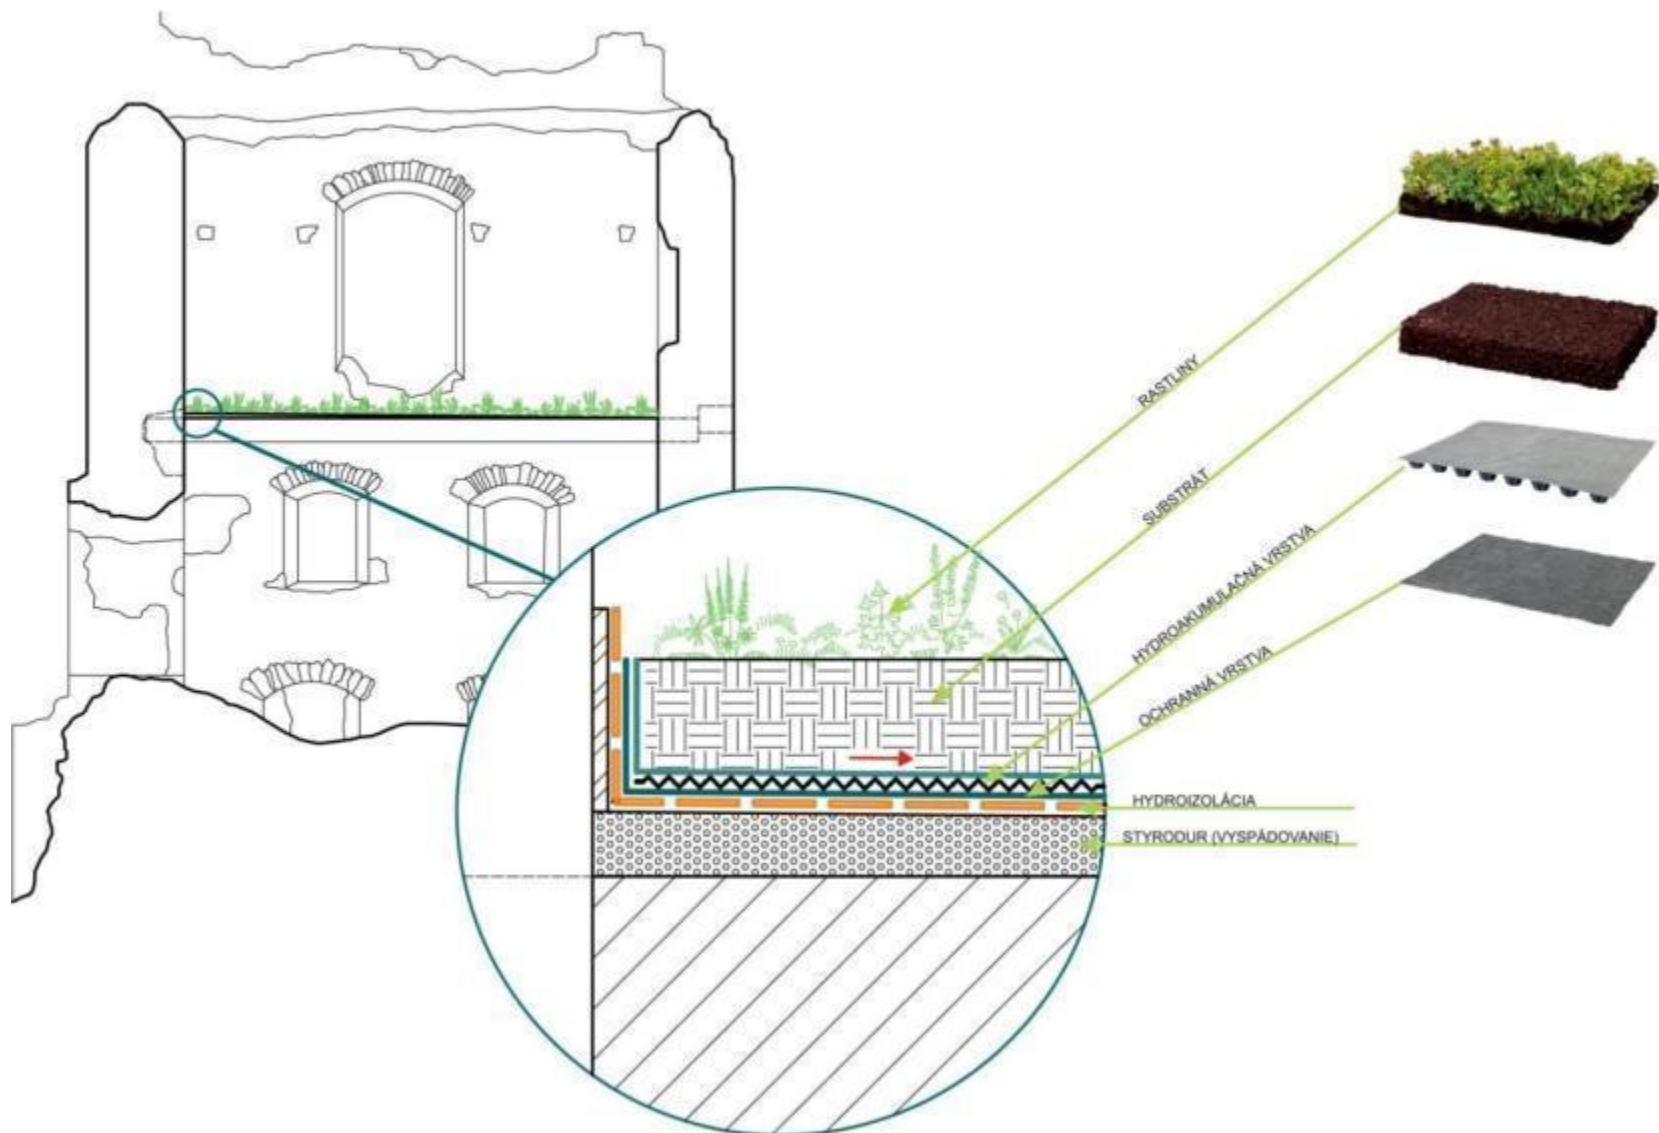 RASTLINY
SUBSTRÁT
HYDROAKUMULAČNÁ VRSTVA
OCHRANNÁ VRSTVA
HYDROIZOLÁCIA
STYRODUR (VYSPÁDOVANIE)